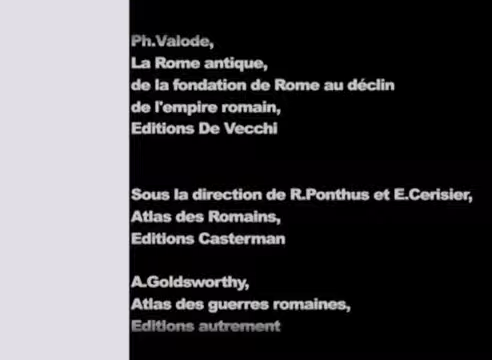 Ph.Valode,
La Rome antique,
de la fondation de Rome au déclin
de l'empire romain,
Editions De Vecchi
Sous la direction de R.Ponthus et E.Cerisier,
Atlas des Romains,
Editions Casterman
A.Goldsworthy,
Atlas des guerres romaines,
Editions autrement